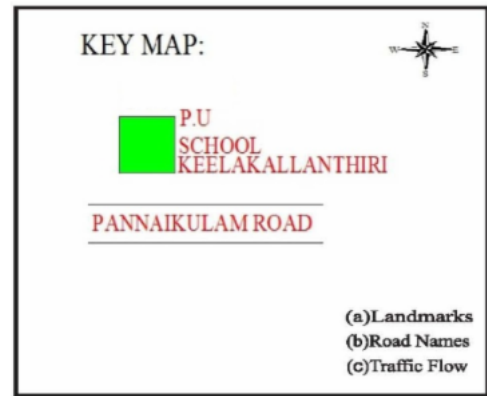 KEY MAP:
W E
S
P.U
SCHOOL
KEELAKALLANTHIRI
PANNAIKULAM ROAD
(a)Landmarks
(b)Road Names
(c)Traffic Flow